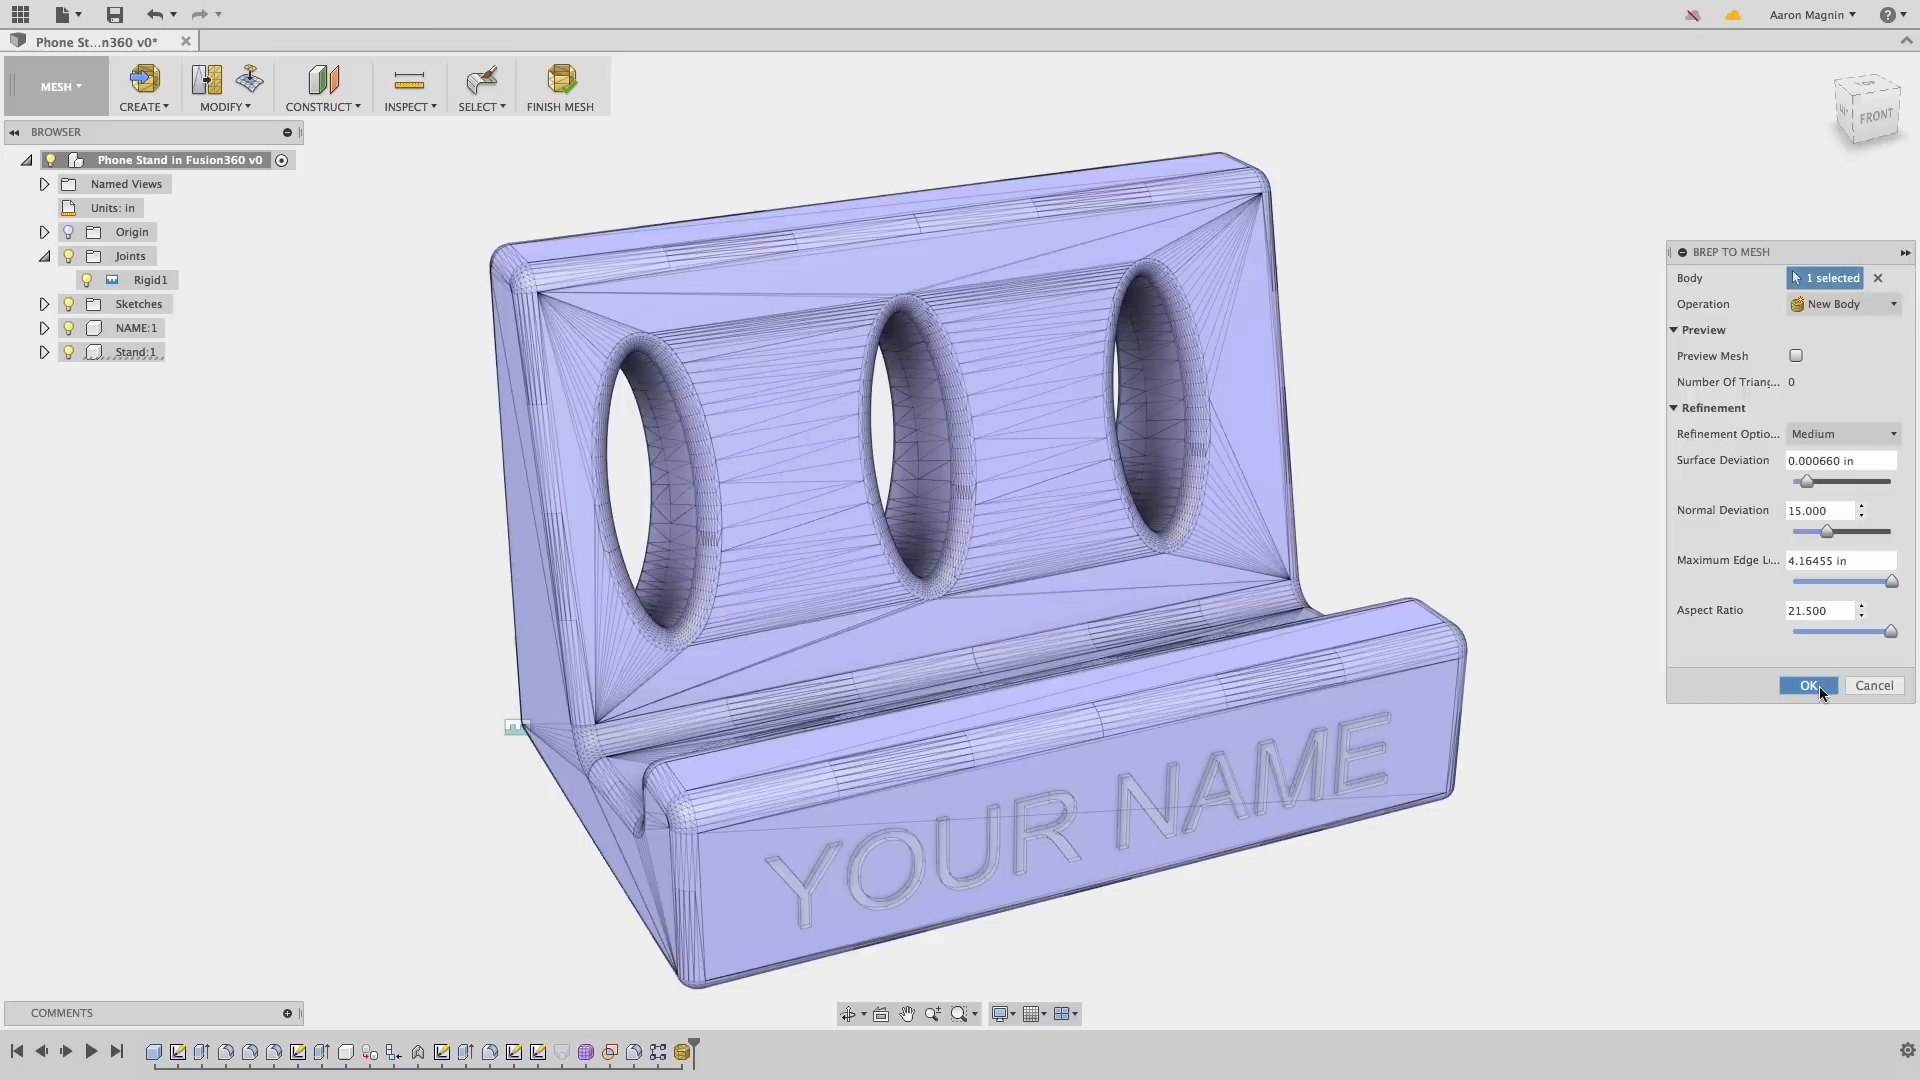 Aaron Magnin
Phone St...n360 v0*
MESH
CREATE
MODIFY
CONSTRUCT
INSPECT
SELECT
FINISH MESH
TOP
FRONT
BROWSER
Phone Stand in Fusion360 v0
Named Views
Units: in
Origin
Joints
Rigid1
Sketches
NAME:1
Stand:1
BREP TO MESH
Body 1 selected
Operation New Body
Preview
Preview Mesh
Number Of Triang... 0
Refinement
Refinement Optio... Medium
Surface Deviation 0.000660 in
Normal Deviation 15.000
Maximum Edge L... 4.16455 in
Aspect Ratio 21.500
OK Cancel
YOUR NAME
COMMENTS